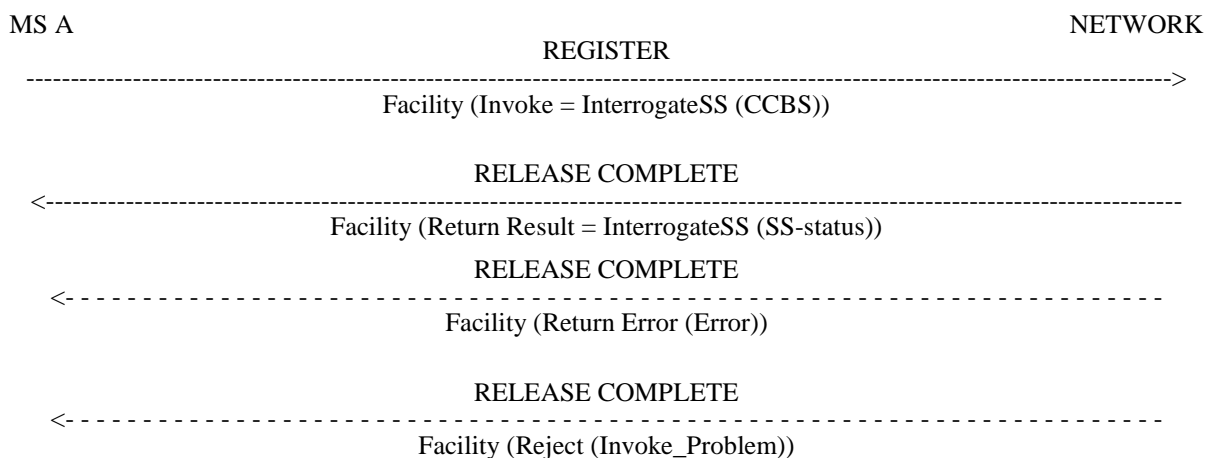 MS A NETWORK
REGISTER
Facility (Invoke = InterrogateSS (CCBS))
RELEASE COMPLETE
Facility (Return Result = InterrogateSS (SS-status))
RELEASE COMPLETE
Facility (Return Error (Error))
RELEASE COMPLETE
Facility (Reject (Invoke_Problem))